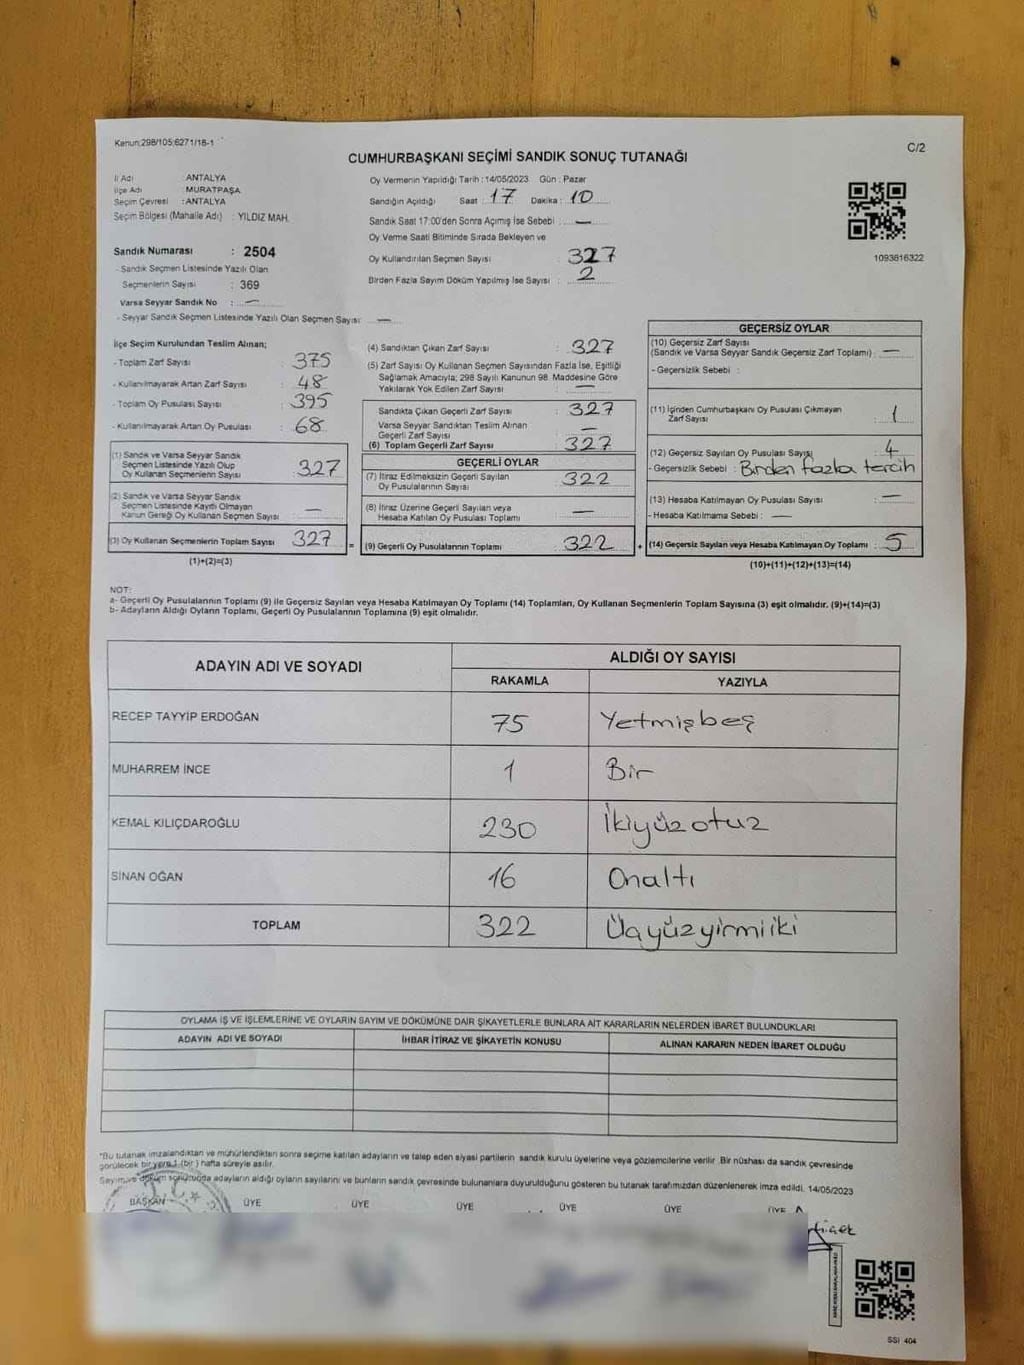 Kanun;298/105;6271/18-1
C/2
CUMHURBAŞKANI SEÇİMİ SANDIK SONUÇ TUTANAĞI
İl Adı ANTALYA
İlçe Adı : MURATPAŞA
Seçim Çevresi : ANTALYA
Seçim Bölgesi (Mahalle Adı) : YILDIZ MAH.
Sandık Numarası : 2504
- Sandık Seçmen Listesinde Yazılı Olan
Seçmenlerin Sayısı : 369
Varsa Seyyar Sandık No : —
- Seyyar Sandık Seçmen Listesinde Yazılı Olan Seçmen Sayısı: —
Oy Vermenin Yapıldığı Tarih : 14/05/2023 Gün : Pazar
Sandığın Açıldığı Saat : 17 Dakika : 10
Sandık Saat 17:00'den Sonra Açımış İse Sebebi : —
Oy Verme Saati Bitiminde Sırada Bekleyen ve
Oy Kullandırılan Seçmen Sayısı : 327
Birden Fazla Sayım Döküm Yapılmış İse Sayısı : 2
1093816322
İlçe Seçim Kurulundan Teslim Alınan;
- Toplam Zarf Sayısı : 375
- Kullanılmayarak Artan Zarf Sayısı : 48
- Toplam Oy Pusulası Sayısı : 395
- Kullanılmayarak Artan Oy Pusulası : 68
(1) Sandık ve Varsa Seyyar Sandık
Seçmen Listesinde Yazılı Olup
Oy Kullanan Seçmenlerin Sayısı : 327
(2) Sandık ve Varsa Seyyar Sandık
Seçmen Listesinde Kayıtlı Olmayan
Kanun Gereği Oy Kullanan Seçmen Sayısı : —
(3) Oy Kullanan Seçmenlerin Toplam Sayısı : 327
(1)+(2)=(3)
(4) Sandıktan Çıkan Zarf Sayısı : 327
(5) Zarf Sayısı Oy Kullanan Seçmen Sayısından Fazla İse, Eşitliği
Sağlamak Amacıyla; 298 Sayılı Kanunun 98. Maddesine Göre
Yakılarak Yok Edilen Zarf Sayısı : —
Sandıkta Çıkan Geçerli Zarf Sayısı : 327
Varsa Seyyar Sandıktan Teslim Alınan
Geçerli Zarf Sayısı : —
(6) Toplam Geçerli Zarf Sayısı : 327
GEÇERLİ OYLAR
(7) İtiraz Edilmeksizin Geçerli Sayılan
Oy Pusulalarının Sayısı : 322
(8) İtiraz Üzerine Geçerli Sayılan veya
Hesaba Katılan Oy Pusulası Toplamı : —
= (9) Geçerli Oy Pusulalarının Toplamı : 322 +
GEÇERSİZ OYLAR
(10) Geçersiz Zarf Sayısı
(Sandık ve Varsa Seyyar Sandık Geçersiz Zarf Toplamı) : —
- Geçersizlik Sebebi :
(11) İçinden Cumhurbaşkanı Oy Pusulası Çıkmayan
Zarf Sayısı : 1
(12) Geçersiz Sayılan Oy Pusulası Sayısı : 4
- Geçersizlik Sebebi : Birden fazla tercih
(13) Hesaba Katılmayan Oy Pusulası Sayısı : —
- Hesaba Katılmama Sebebi : —
(14) Geçersiz Sayılan veya Hesaba Katılmayan Oy Toplamı : 5
(10)+(11)+(12)+(13)=(14)
NOT:
a- Geçerli Oy Pusulalarının Toplamı (9) ile Geçersiz Sayılan veya Hesaba Katılmayan Oy Toplamı (14) Toplamları, Oy Kullanan Seçmenlerin Toplam Sayısına (3) eşit olmalıdır. (9)+(14)=(3)
b- Adayların Aldığı Oyların Toplamı, Geçerli Oy Pusulalarının Toplamına (9) eşit olmalıdır.
ADAYIN ADI VE SOYADI ALDIĞI OY SAYISI
RAKAMLA YAZIYLA
RECEP TAYYİP ERDOĞAN 75 Yetmişbeş
MUHARREM İNCE 1 Bir
KEMAL KILIÇDAROĞLU 230 İkiyüzotuz
SİNAN OĞAN 16 Onaltı
TOPLAM 322 Üçyüzyirmiiki
OYLAMA İŞ VE İŞLEMLERİNE VE OYLARIN SAYIM VE DÖKÜMÜNE DAİR ŞİKAYETLERLE BUNLARA AİT KARARLARIN NELERDEN İBARET BULUNDUKLARI
ADAYIN ADI VE SOYADI İHBAR İTİRAZ VE ŞİKAYETİN KONUSU ALINAN KARARIN NEDEN İBARET OLDUĞU
"Bu tutanak imzalandıktan ve mühürlendikten sonra seçime katılan adayların ve talep eden siyasi partilerin sandık kurulu üyelerine veya gözlemcilerine verilir .Bir nüshası da sandık çevresinde
görülecek bir yere 1 (bir ) hafta süreyle asılır.
Sayım ve döküm sonucunda adayların aldığı oyların sayılarını ve bunların sandık çevresinde bulunanlara duyurulduğunu gösteren bu tutanak tarafımızdan düzenlenerek imza edildi. 14/05/2023
BAŞKAN ÜYE ÜYE ÜYE ÜYE ÜYE ÜYE
T.C.
SSI 404